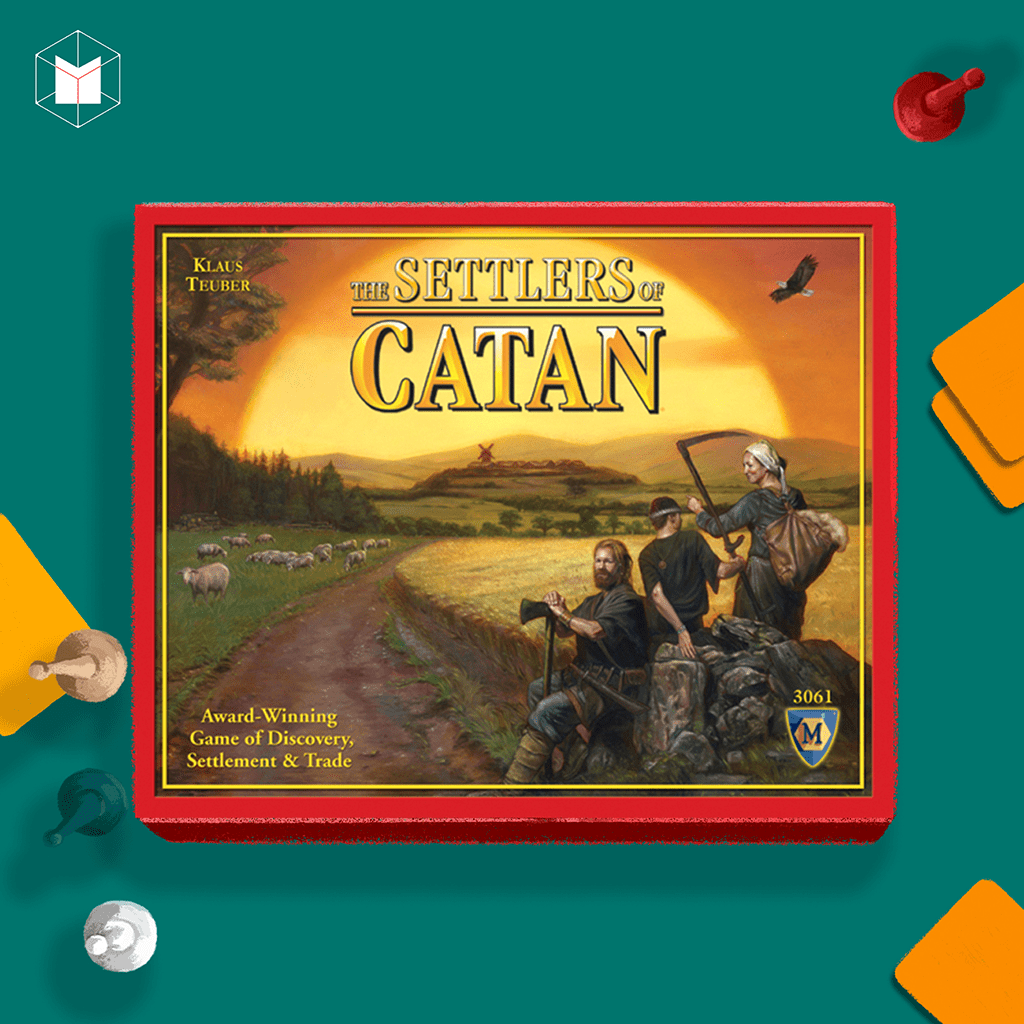 KLAUS
TEUBER
THE SETTLERS OF
CATAN
3061
M
Award-Winning
Game of Discovery,
Settlement & Trade